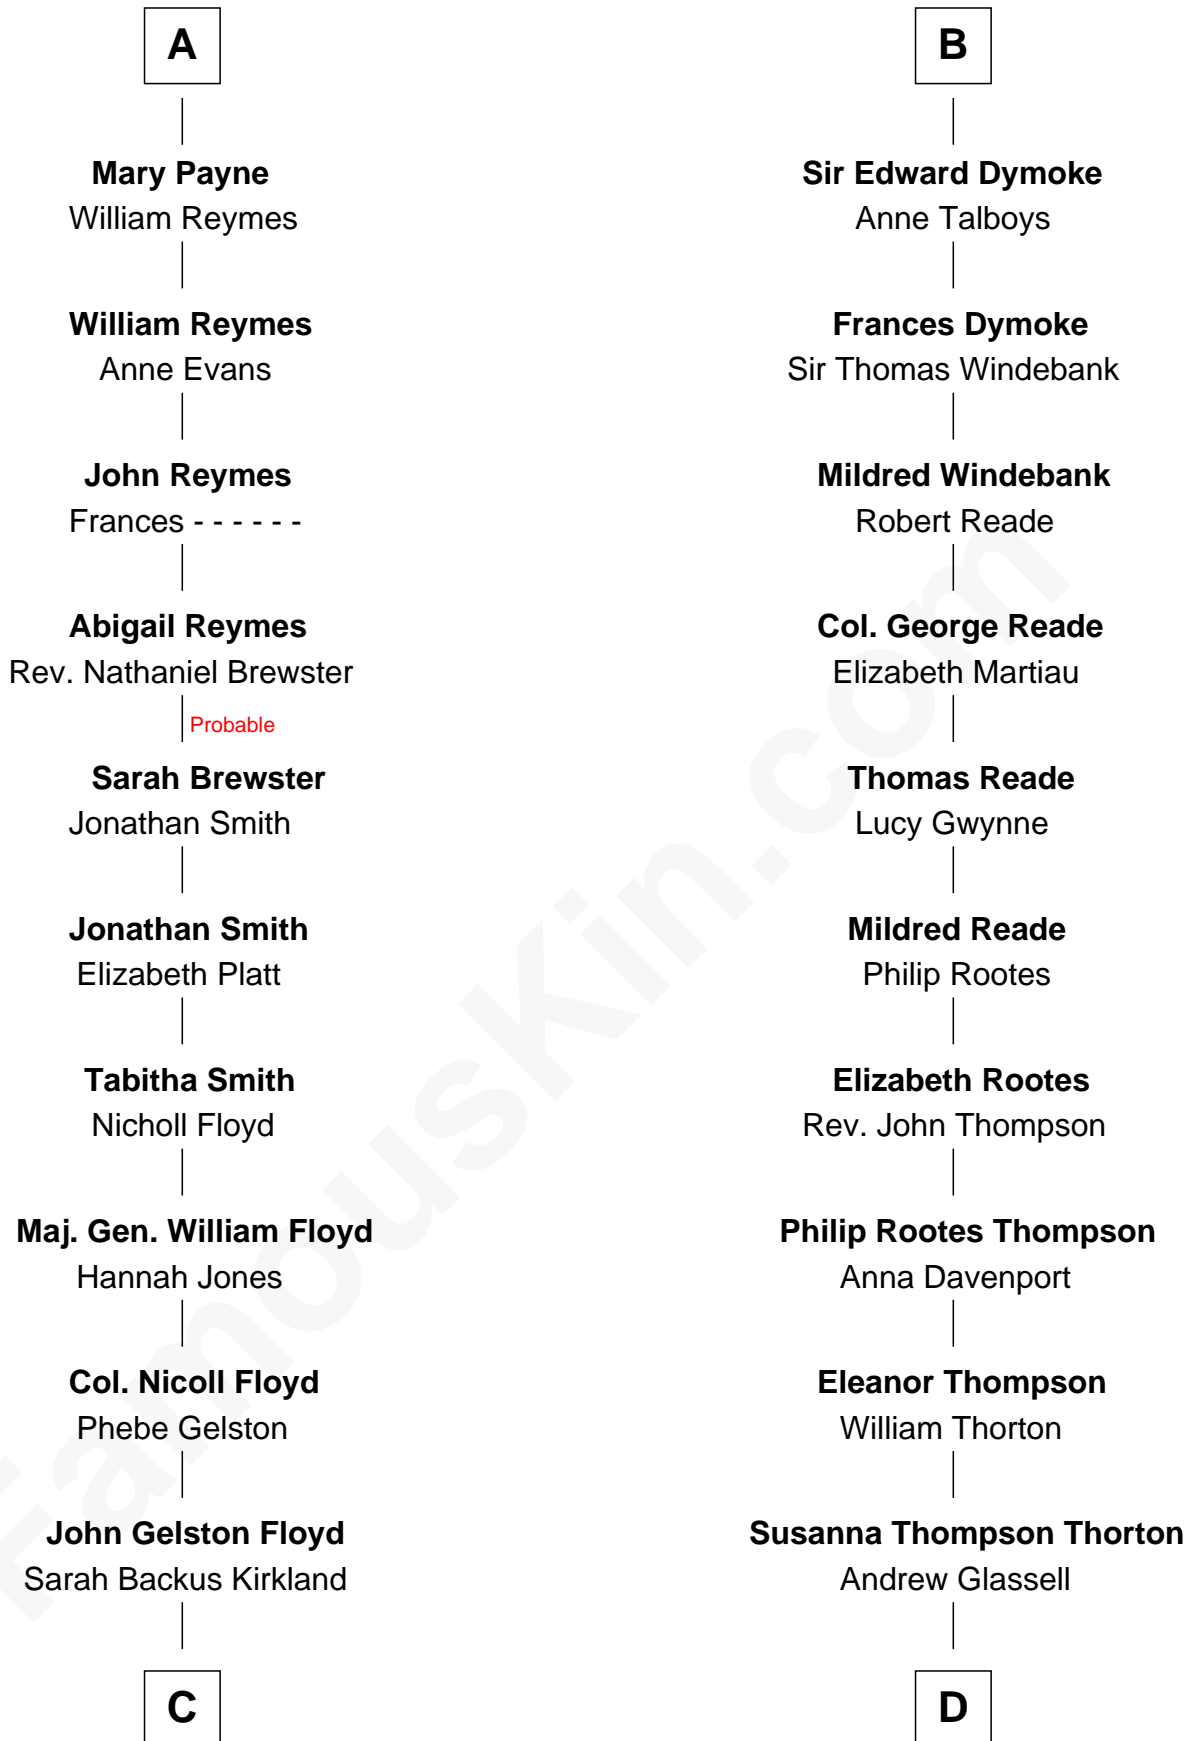 A
Mary Payne
William Reymes
William Reymes
Anne Evans
John Reymes
Frances - - - - - -
Abigail Reymes
Rev. Nathaniel Brewster
Probable
Sarah Brewster
Jonathan Smith
Jonathan Smith
Elizabeth Platt
Tabitha Smith
Nicholl Floyd
Maj. Gen. William Floyd
Hannah Jones
Col. Nicoll Floyd
Phebe Gelston
John Gelston Floyd
Sarah Backus Kirkland
C
B
Sir Edward Dymoke
Anne Talboys
Frances Dymoke
Sir Thomas Windebank
Mildred Windebank
Robert Reade
Col. George Reade
Elizabeth Martiau
Thomas Reade
Lucy Gwynne
Mildred Reade
Philip Rootes
Elizabeth Rootes
Rev. John Thompson
Philip Rootes Thompson
Anna Davenport
Eleanor Thompson
William Thorton
Susanna Thompson Thorton
Andrew Glassell
D
FamousKin.com